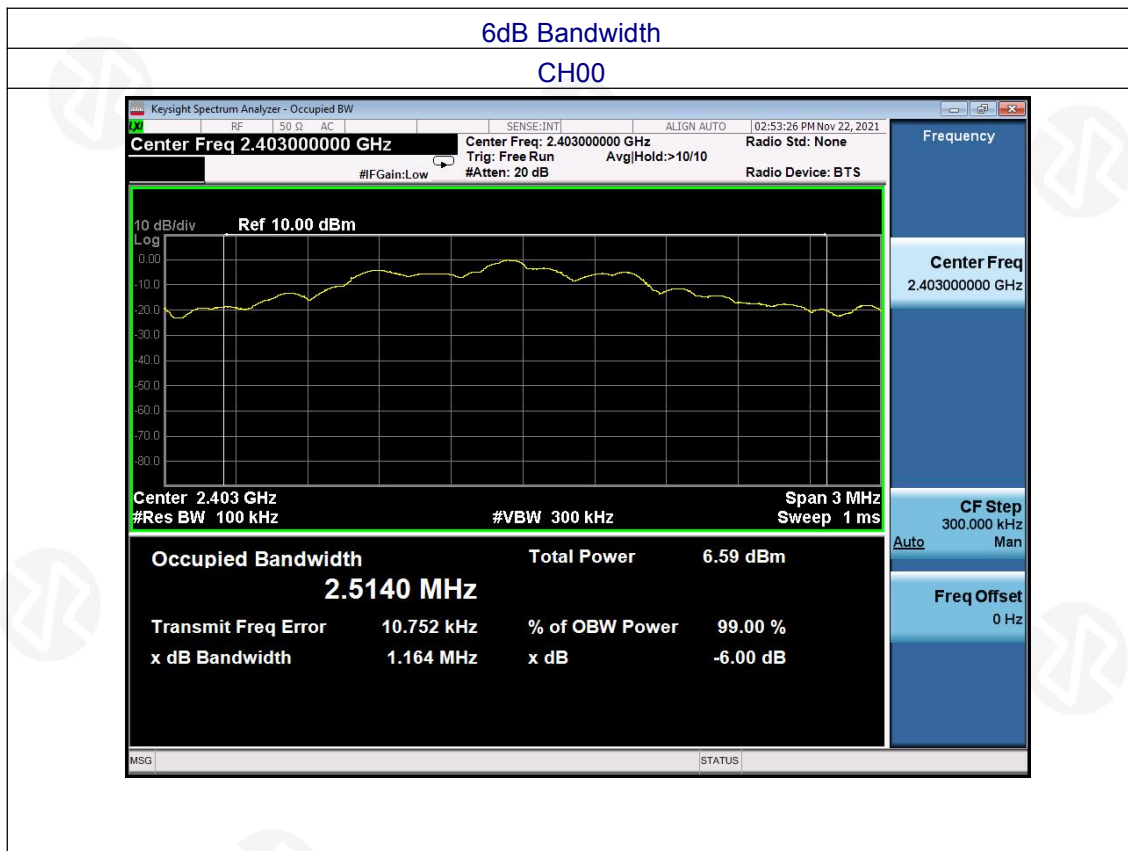 6dB Bandwidth
CH00
Keysight Spectrum Analyzer - Occupied BW
LXI RF 50 Ω AC SENSE:INT ALIGN AUTO 02:53:26 PM Nov 22, 2021
Center Freq 2.403000000 GHz
Center Freq: 2.403000000 GHz Radio Std: None
Trig: Free Run Avg|Hold:>10/10
#IFGain:Low #Atten: 20 dB Radio Device: BTS
Frequency
10 dB/div Ref 10.00 dBm
Log
0.00
-10.0
-20.0
-30.0
-40.0
-50.0
-60.0
-70.0
-80.0
Center 2.403 GHz Span 3 MHz
#Res BW 100 kHz #VBW 300 kHz Sweep 1 ms
Center Freq
2.403000000 GHz
CF Step
300.000 kHz
Auto Man
Freq Offset
0 Hz
Occupied Bandwidth Total Power 6.59 dBm
2.5140 MHz
Transmit Freq Error 10.752 kHz % of OBW Power 99.00 %
x dB Bandwidth 1.164 MHz x dB -6.00 dB
MSG STATUS